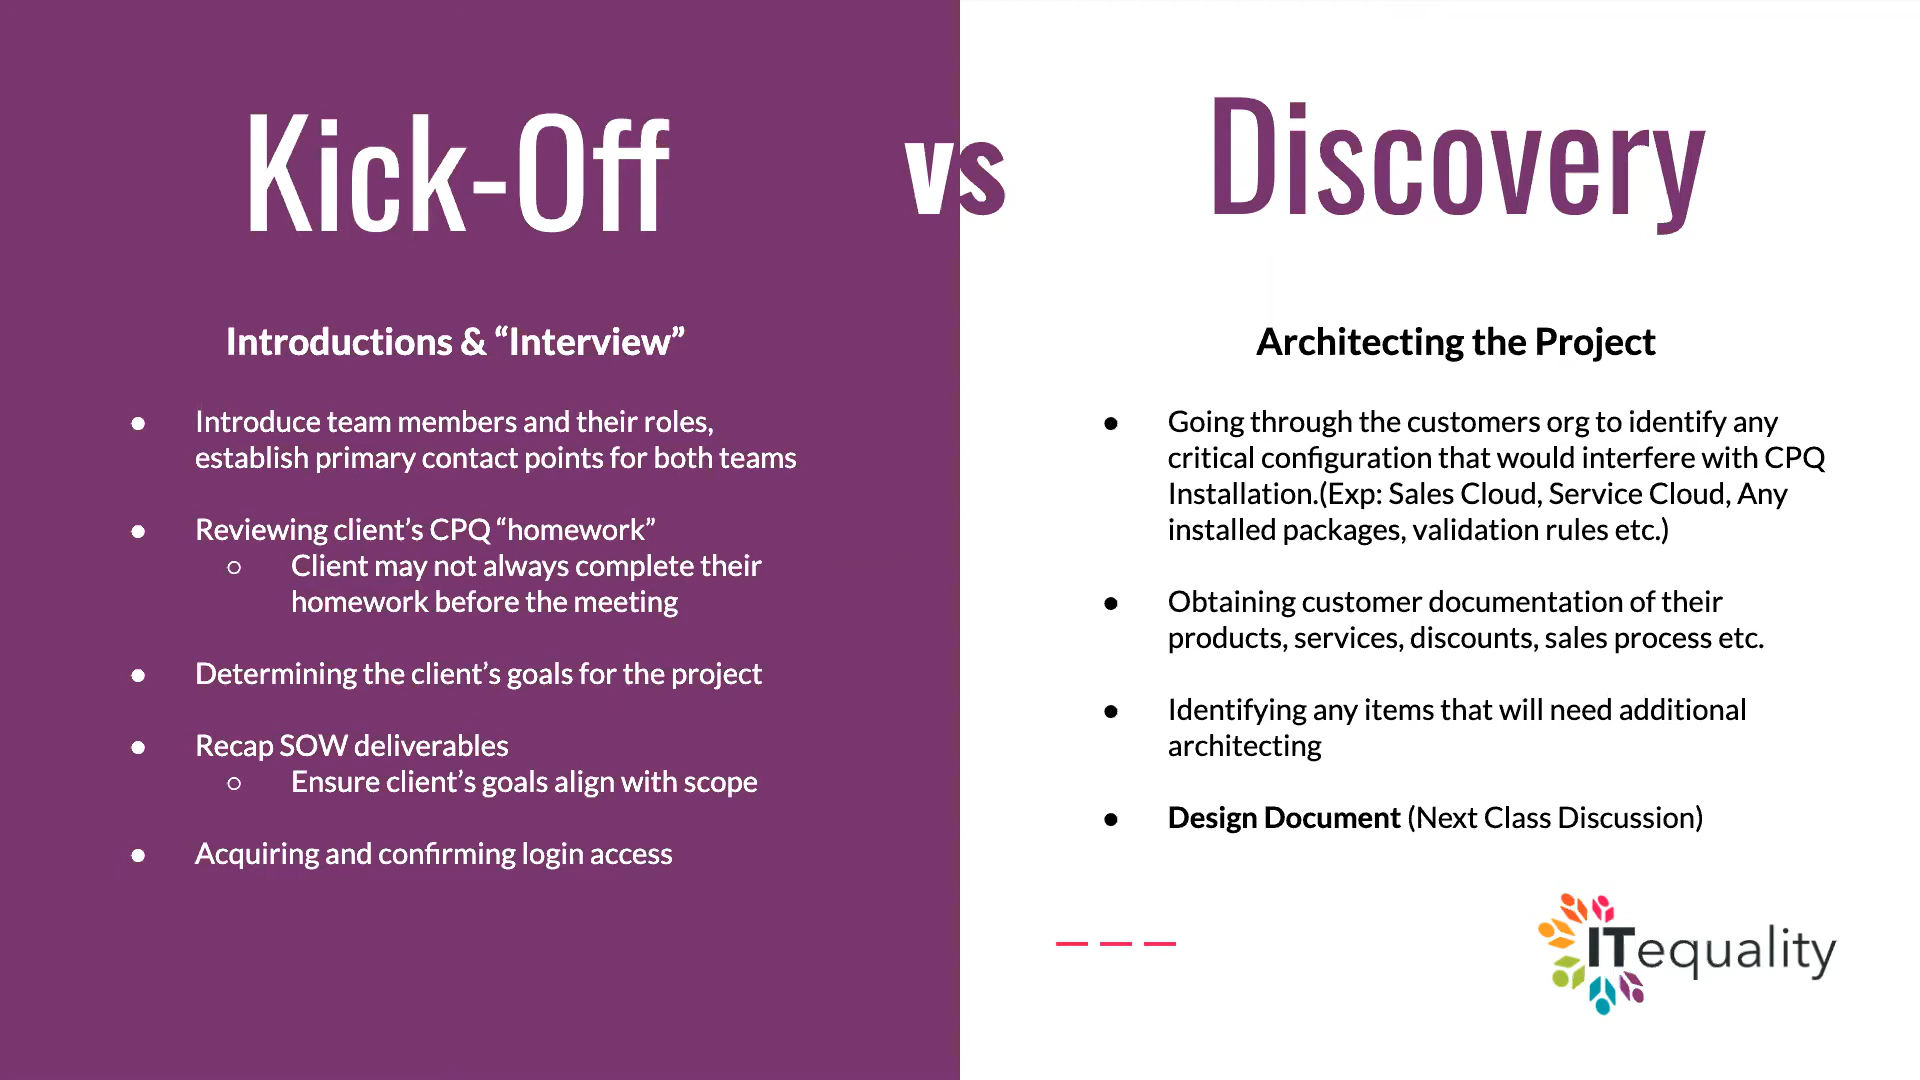 Kick-Off
vs
Discovery
Introductions & “Interview”
● Introduce team members and their roles,
establish primary contact points for both teams
● Reviewing client’s CPQ “homework”
○ Client may not always complete their
homework before the meeting
● Determining the client’s goals for the project
● Recap SOW deliverables
○ Ensure client’s goals align with scope
● Acquiring and confirming login access
Architecting the Project
● Going through the customers org to identify any
critical configuration that would interfere with CPQ
Installation.(Exp: Sales Cloud, Service Cloud, Any
installed packages, validation rules etc.)
● Obtaining customer documentation of their
products, services, discounts, sales process etc.
● Identifying any items that will need additional
architecting
● Design Document (Next Class Discussion)
ITequality